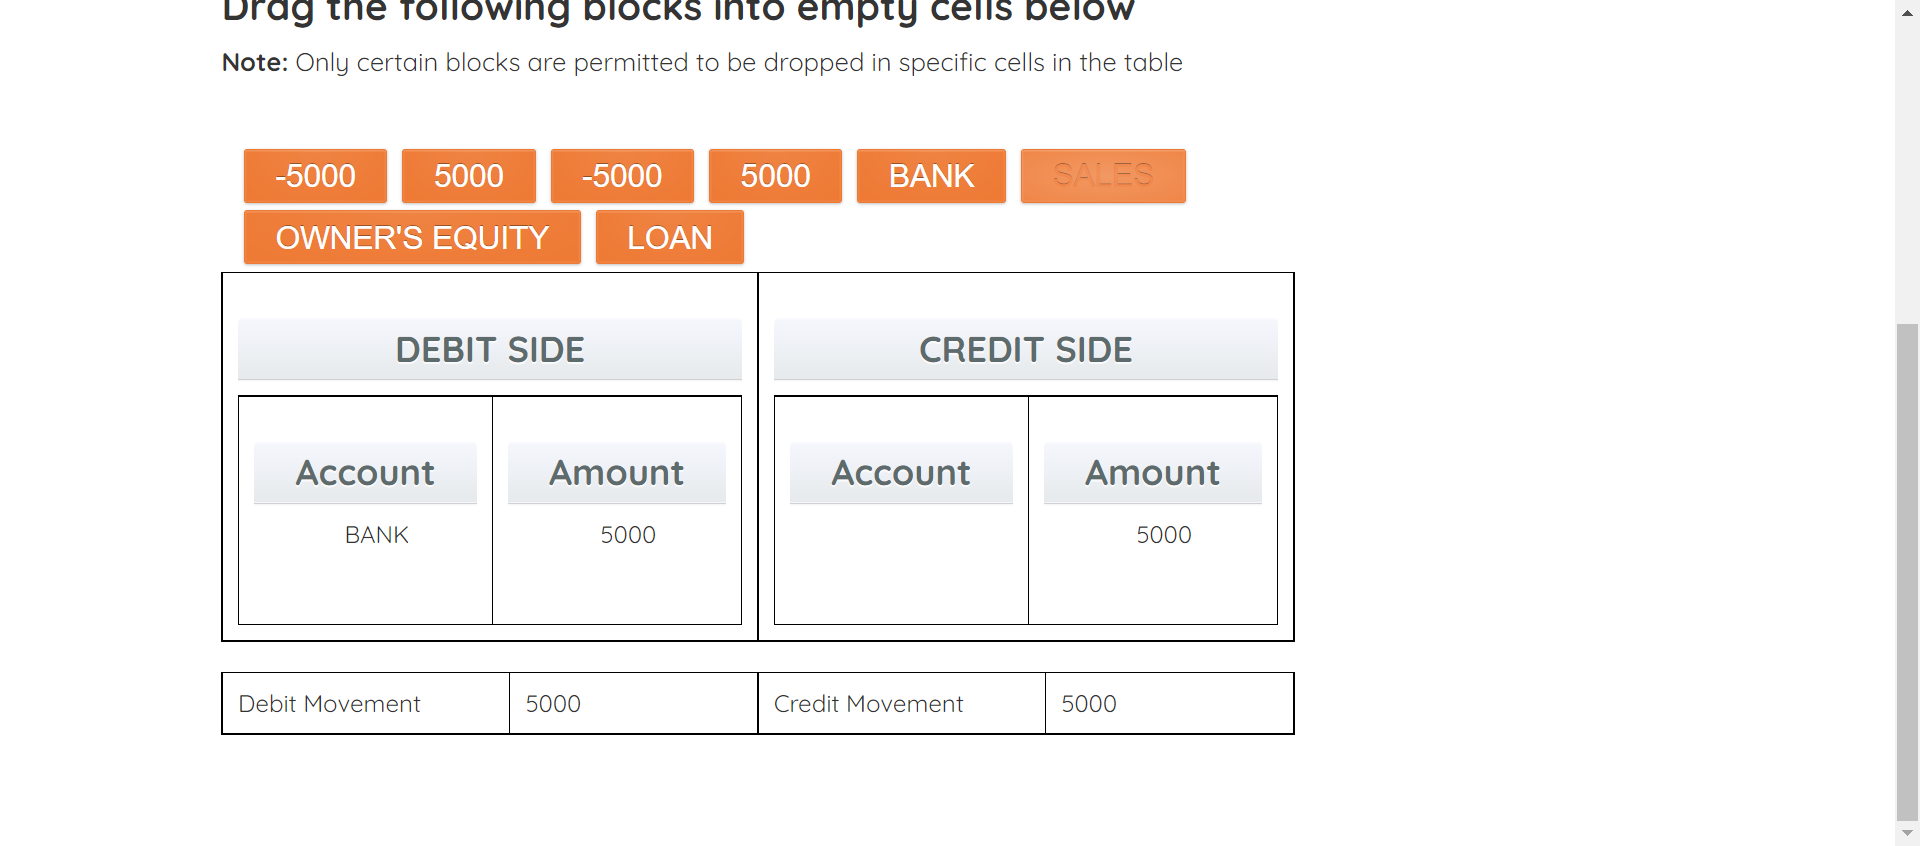 Drag the following blocks into empty cells below
Note: Only certain blocks are permitted to be dropped in specific cells in the table
-5000 5000 -5000 5000 BANK SALES
OWNER'S EQUITY LOAN
DEBIT SIDE CREDIT SIDE
Account Amount Account Amount
BANK 5000 5000
Debit Movement 5000 Credit Movement 5000